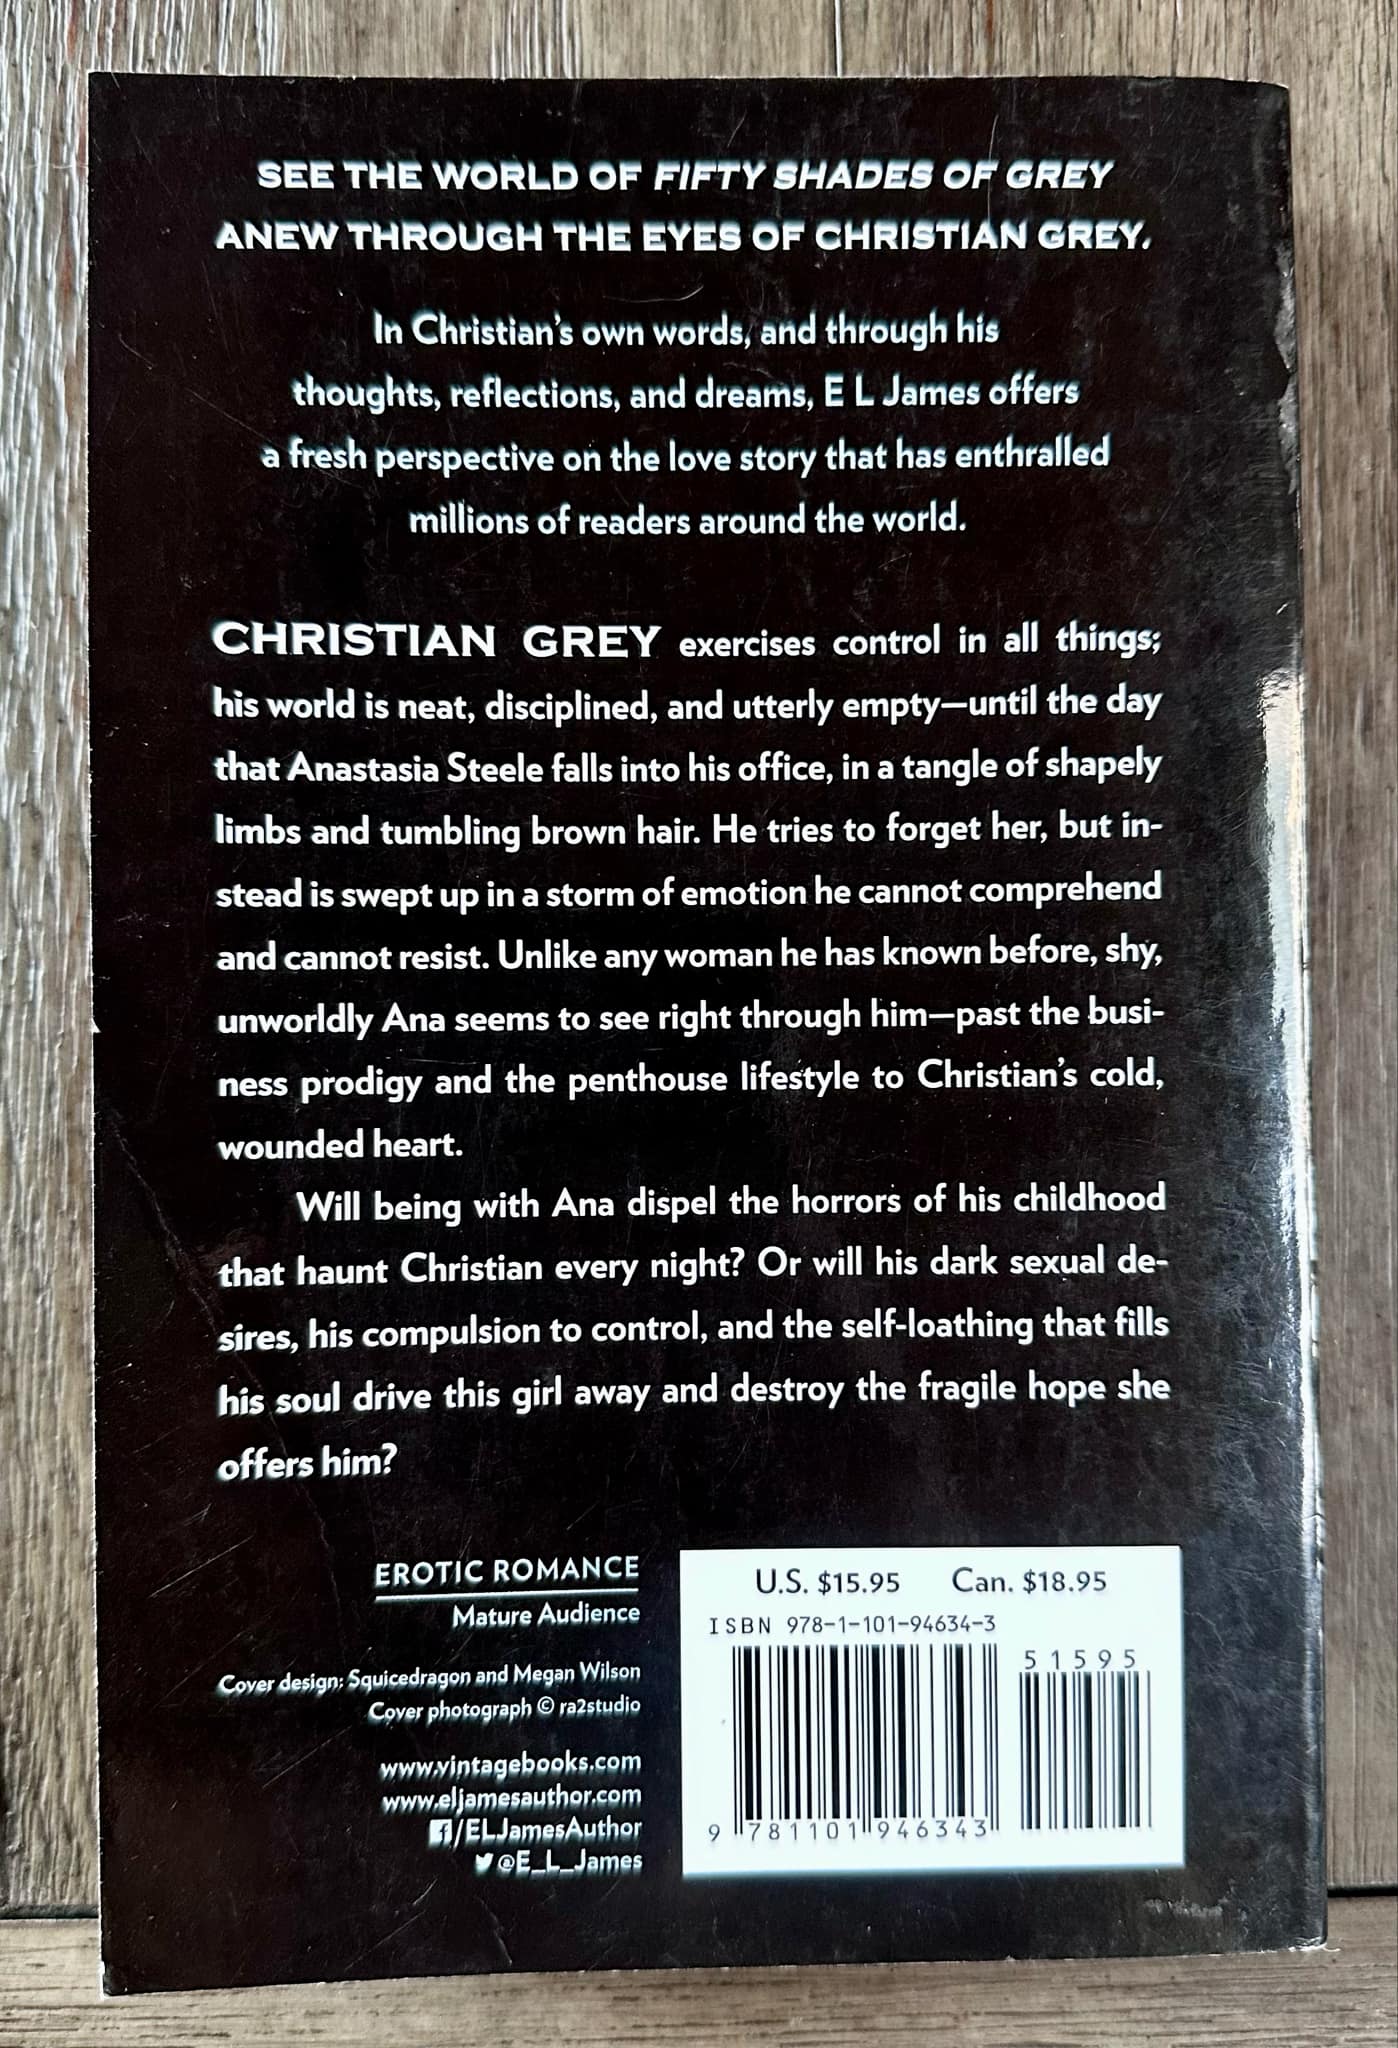 SEE THE WORLD OF FIFTY SHADES OF GREY
ANEW THROUGH THE EYES OF CHRISTIAN GREY.
In Christian's own words, and through his
thoughts, reflections, and dreams, E L James offers
a fresh perspective on the love story that has enthralled
millions of readers around the world.
CHRISTIAN GREY exercises control in all things;
his world is neat, disciplined, and utterly empty—until the day
that Anastasia Steele falls into his office, in a tangle of shapely
limbs and tumbling brown hair. He tries to forget her, but in-
stead is swept up in a storm of emotion he cannot comprehend
and cannot resist. Unlike any woman he has known before, shy,
unworldly Ana seems to see right through him—past the busi-
ness prodigy and the penthouse lifestyle to Christian's cold,
wounded heart.
Will being with Ana dispel the horrors of his childhood
that haunt Christian every night? Or will his dark sexual de-
sires, his compulsion to control, and the self-loathing that fills
his soul drive this girl away and destroy the fragile hope she
offers him?
EROTIC ROMANCE
Mature Audience
Cover design: Squicedragon and Megan Wilson
Cover photograph © ra2studio
www.vintagebooks.com
www.eljamesauthor.com
f/ELJamesAuthor
@E_L_James
U.S. $15.95 Can. $18.95
ISBN 978-1-101-94634-3
51595
9 781101 946343